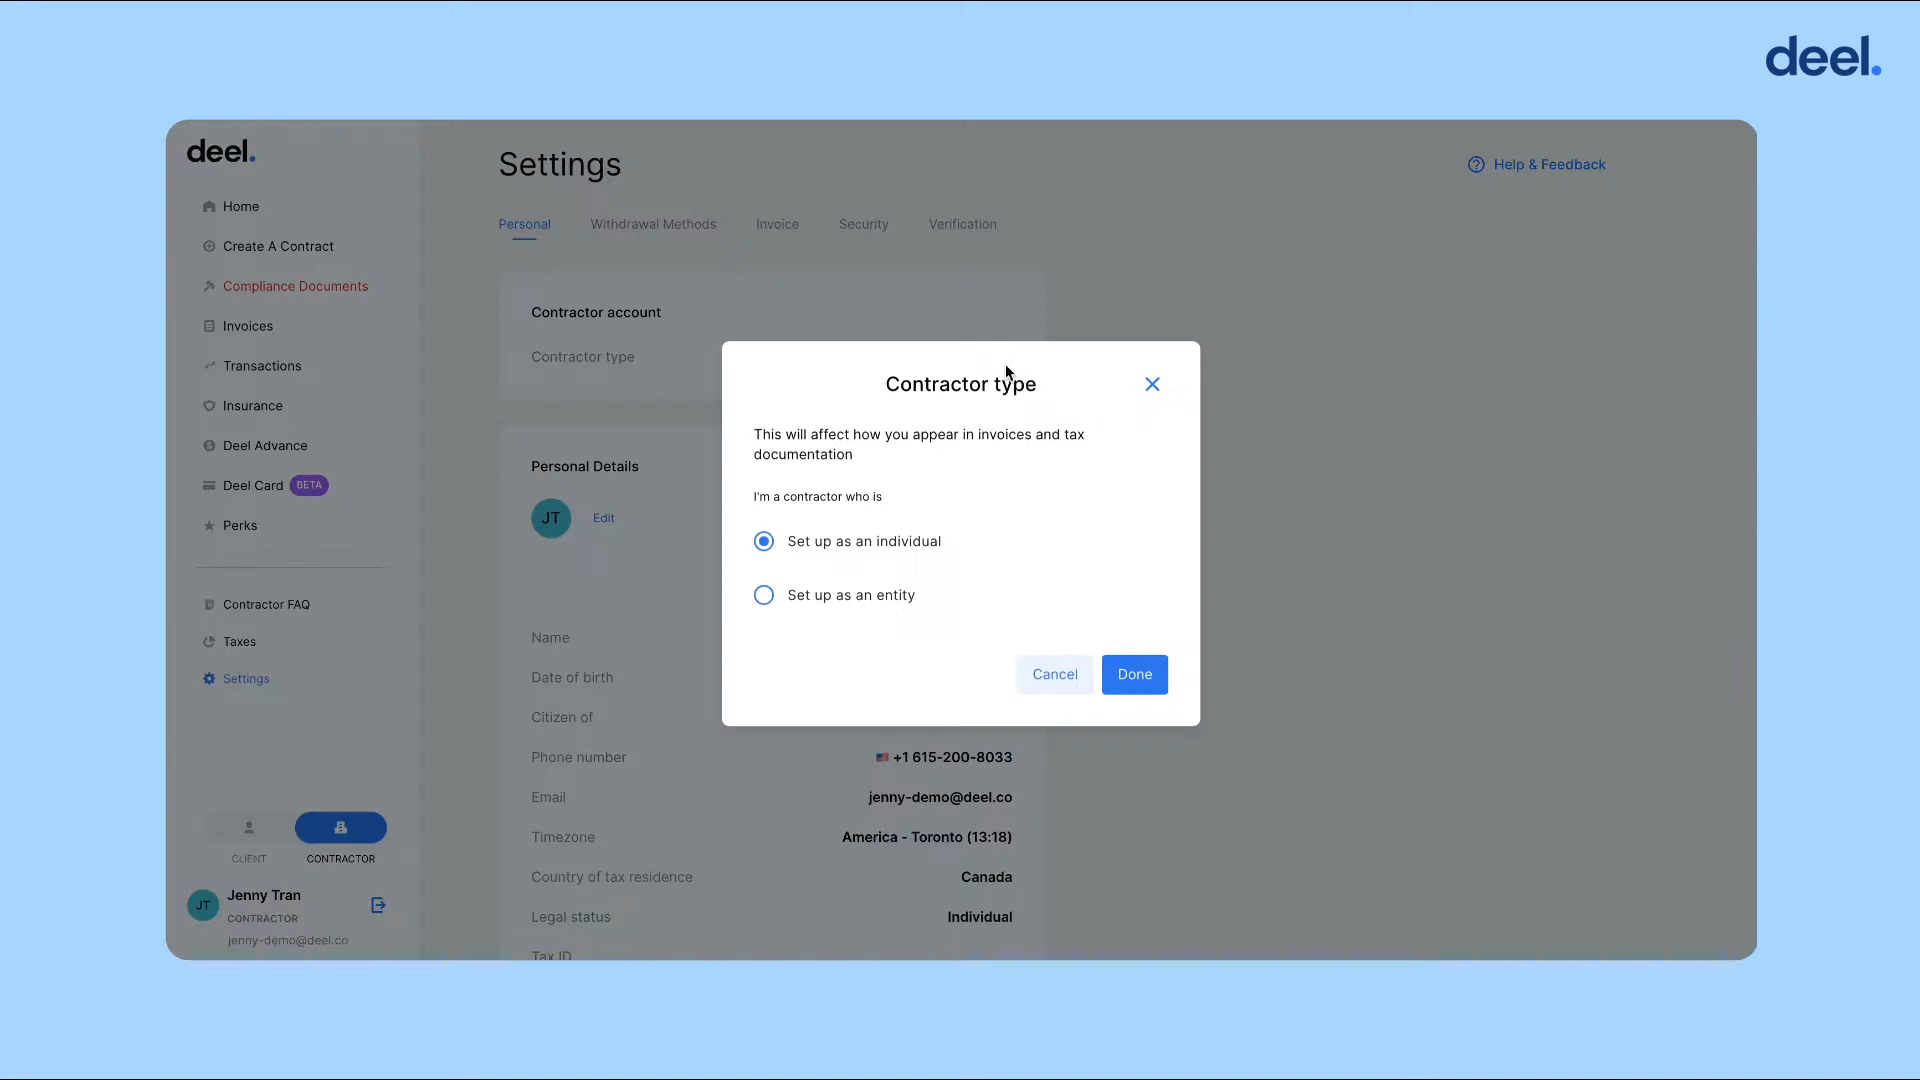 deel.
deel.
Home
Create A Contract
Compliance Documents
Invoices
Transactions
Insurance
Deel Advance
Deel Card BETA
Perks
Contractor FAQ
Taxes
Settings
CLIENT CONTRACTOR
JT Jenny Tran
CONTRACTOR
jenny-demo@deel.co
Settings
Help & Feedback
Personal Withdrawal Methods Invoice Security Verification
Contractor account
Contractor type
Personal Details
JT Edit
Name
Date of birth
Citizen of
Phone number +1 615-200-8033
Email jenny-demo@deel.co
Timezone America - Toronto (13:18)
Country of tax residence Canada
Legal status Individual
Tax ID
Contractor type
This will affect how you appear in invoices and tax
documentation
I'm a contractor who is
Set up as an individual
Set up as an entity
Cancel Done